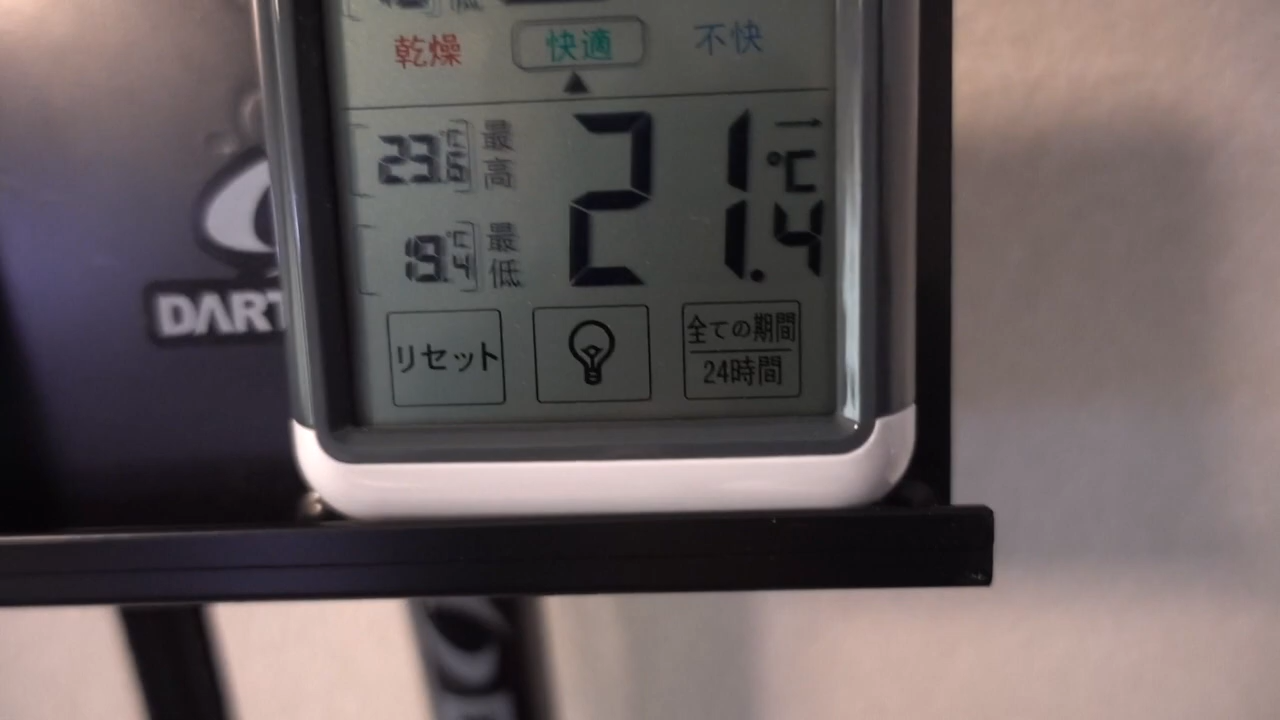 乾燥 快適 不快
23.6℃ 最高
21.4℃
19.4℃ 最低
DART
リセット
全ての期間
24時間